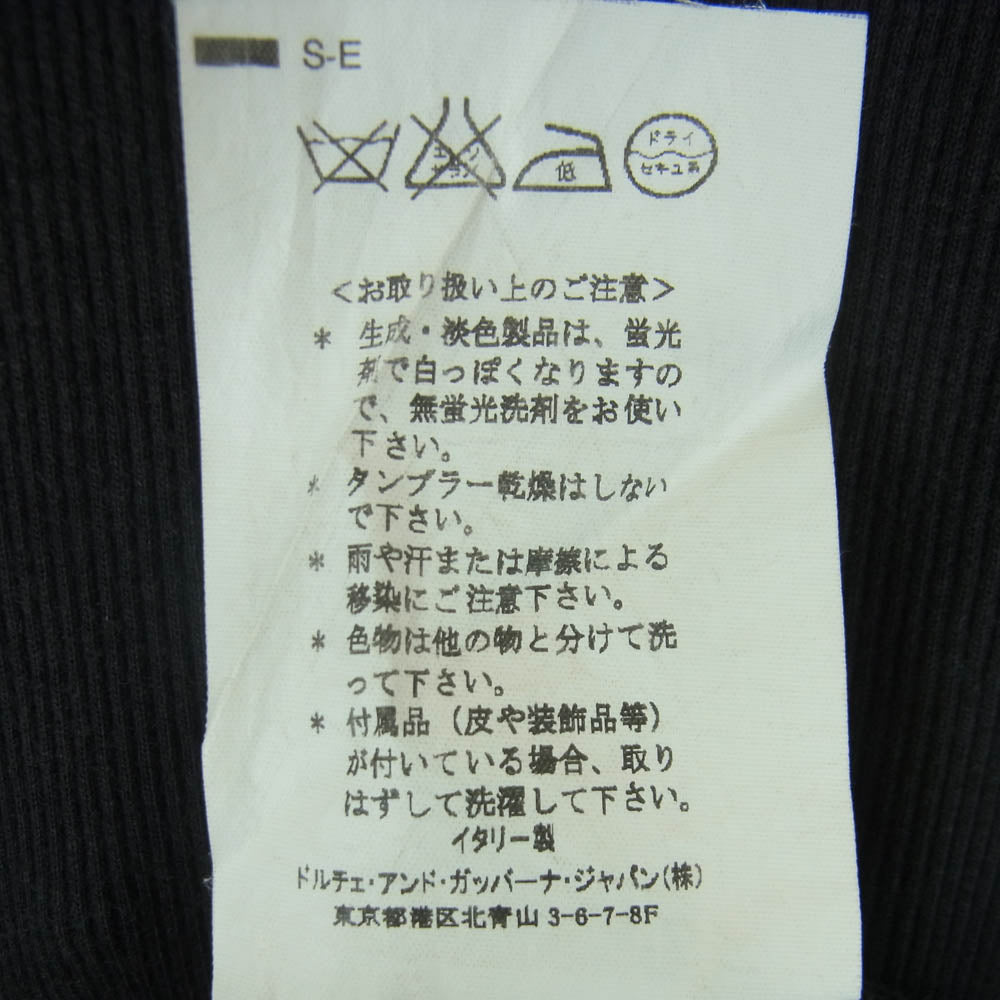 S-E
エンソサラシ
低
ドライ
セキユ系
<お取り扱い上のご注意>
* 生成・淡色製品は、蛍光
剤で白っぽくなりますの
で、無蛍光洗剤をお使い
下さい。
* タンブラー乾燥はしない
で下さい。
* 雨や汗または摩擦による
移染にご注意下さい。
* 色物は他の物と分けて洗
って下さい。
* 付属品（皮や装飾品等）
が付いている場合、取り
はずして洗濯して下さい。
イタリー製
ドルチェ・アンド・ガッバーナ・ジャパン(株)
東京都港区北青山 3-6-7-8F